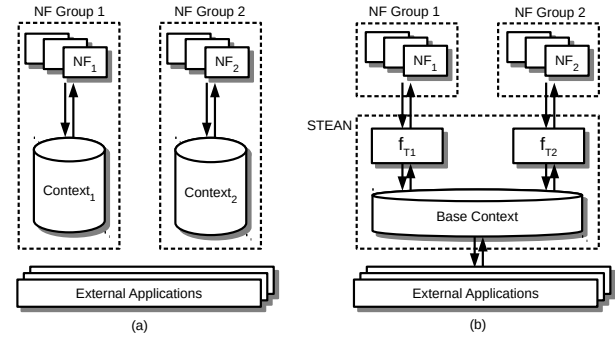 NF Group 1
NF Group 2
NF1
NF2
Context1
Context2
External Applications
(a)
NF Group 1
NF Group 2
NF1
NF2
STEAN
fT1
fT2
Base Context
External Applications
(b)